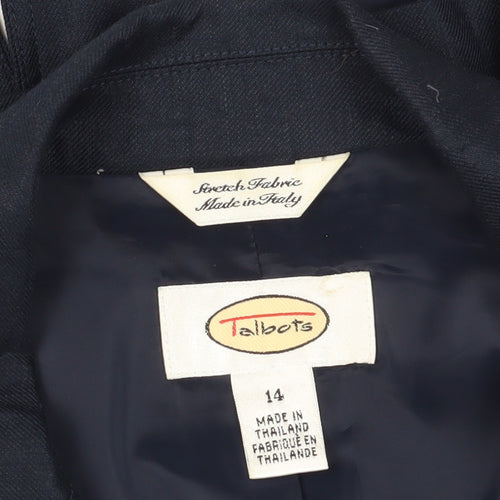 Stretch Fabric
Made in Italy
Talbots
14
MADE IN
THAILAND
FABRIQUÉ EN
THAILANDE